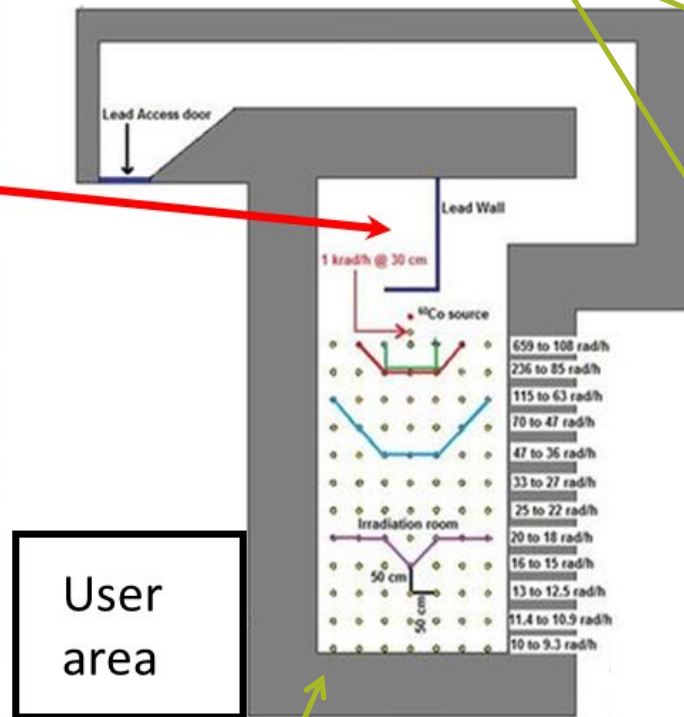 Lead Access door
Lead Wall
1 krad/h @ 30 cm
⁶⁰Co source
659 to 108 rad/h
236 to 85 rad/h
115 to 63 rad/h
70 to 47 rad/h
47 to 36 rad/h
33 to 27 rad/h
25 to 22 rad/h
Irradiation room
20 to 18 rad/h
16 to 15 rad/h
50 cm
13 to 12.5 rad/h
50 cm
11.4 to 10.9 rad/h
10 to 9.3 rad/h
User
area